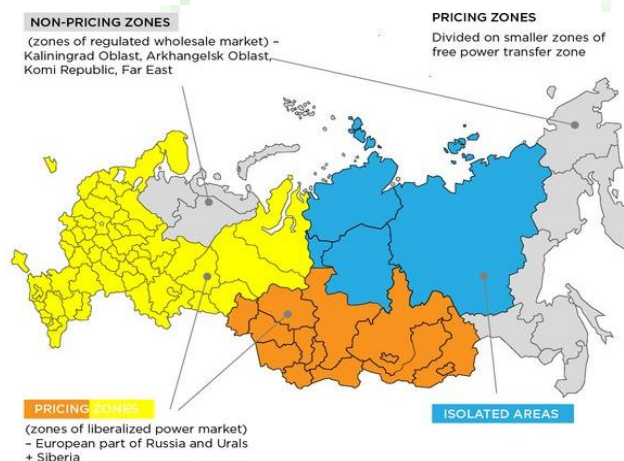 NON-PRICING ZONES
(zones of regulated wholesale market) –
Kaliningrad Oblast, Arkhangelsk Oblast,
Komi Republic, Far East
PRICING ZONES
Divided on smaller zones of
free power transfer zone
PRICING ZONES
(zones of liberalized power market)
– European part of Russia and Urals
+ Siberia
ISOLATED AREAS